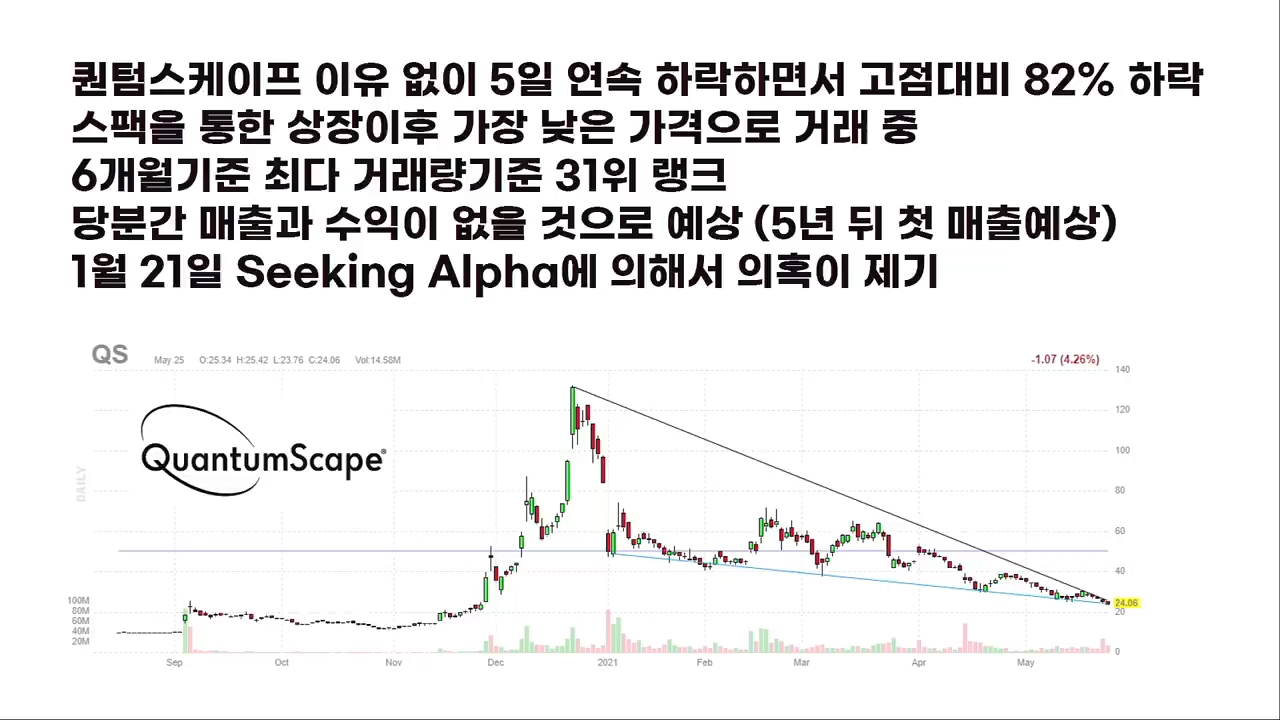 퀀텀스케이프 이유 없이 5일 연속 하락하면서 고점대비 82% 하락
스팩을 통한 상장이후 가장 낮은 가격으로 거래 중
6개월기준 최다 거래량기준 31위 랭크
당분간 매출과 수익이 없을 것으로 예상 (5년 뒤 첫 매출예상)
1월 21일 Seeking Alpha에 의해서 의혹이 제기
QS May 25 O:25.34 H:25.42 L:23.76 C:24.06 Vol:14.58M -1.07 (4.26%)
140
120
QuantumScape®
100
DAILY
80
60
40
24.06
20
0
100M
80M
60M
40M
20M
Sep Oct Nov Dec 2021 Feb Mar Apr May